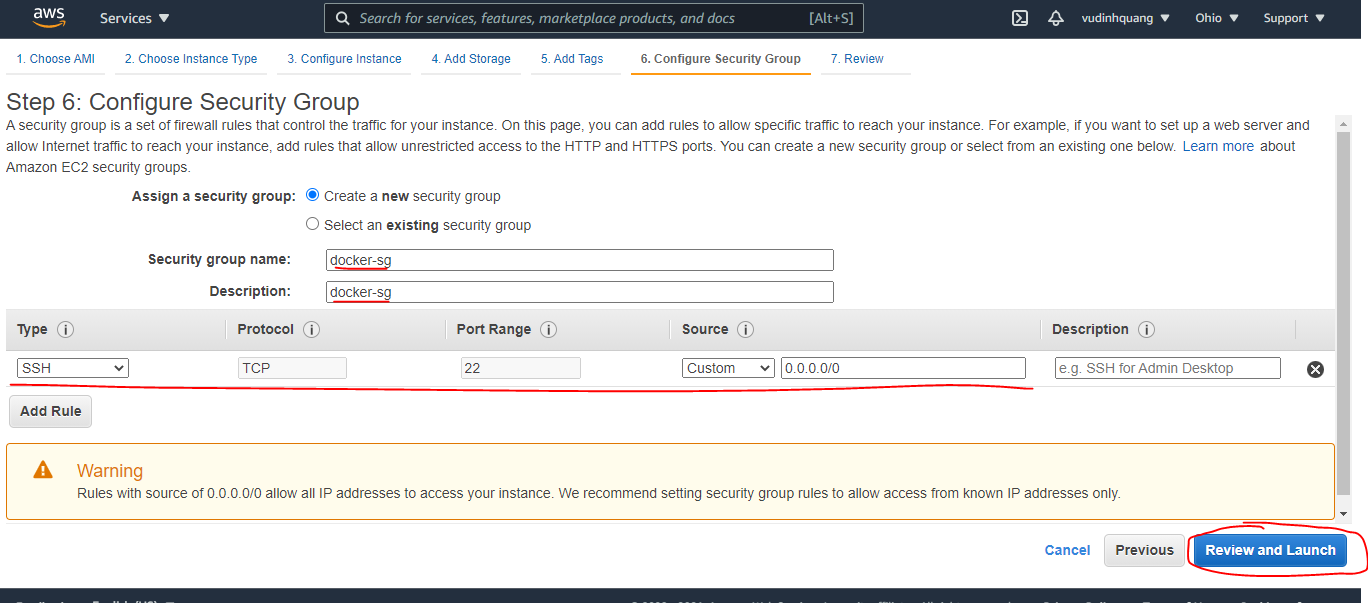 aws Services Search for services, features, marketplace products, and docs [Alt+S] vudinhquang Ohio Support
1. Choose AMI 2. Choose Instance Type 3. Configure Instance 4. Add Storage 5. Add Tags 6. Configure Security Group 7. Review
Step 6: Configure Security Group
A security group is a set of firewall rules that control the traffic for your instance. On this page, you can add rules to allow specific traffic to reach your instance. For example, if you want to set up a web server and
allow Internet traffic to reach your instance, add rules that allow unrestricted access to the HTTP and HTTPS ports. You can create a new security group or select from an existing one below. Learn more about
Amazon EC2 security groups.
Assign a security group: Create a new security group
Select an existing security group
Security group name: docker-sg
Description: docker-sg
Type Protocol Port Range Source Description
SSH TCP 22 Custom 0.0.0.0/0 e.g. SSH for Admin Desktop
Add Rule
Warning
Rules with source of 0.0.0.0/0 allow all IP addresses to access your instance. We recommend setting security group rules to allow access from known IP addresses only.
Cancel Previous Review and Launch